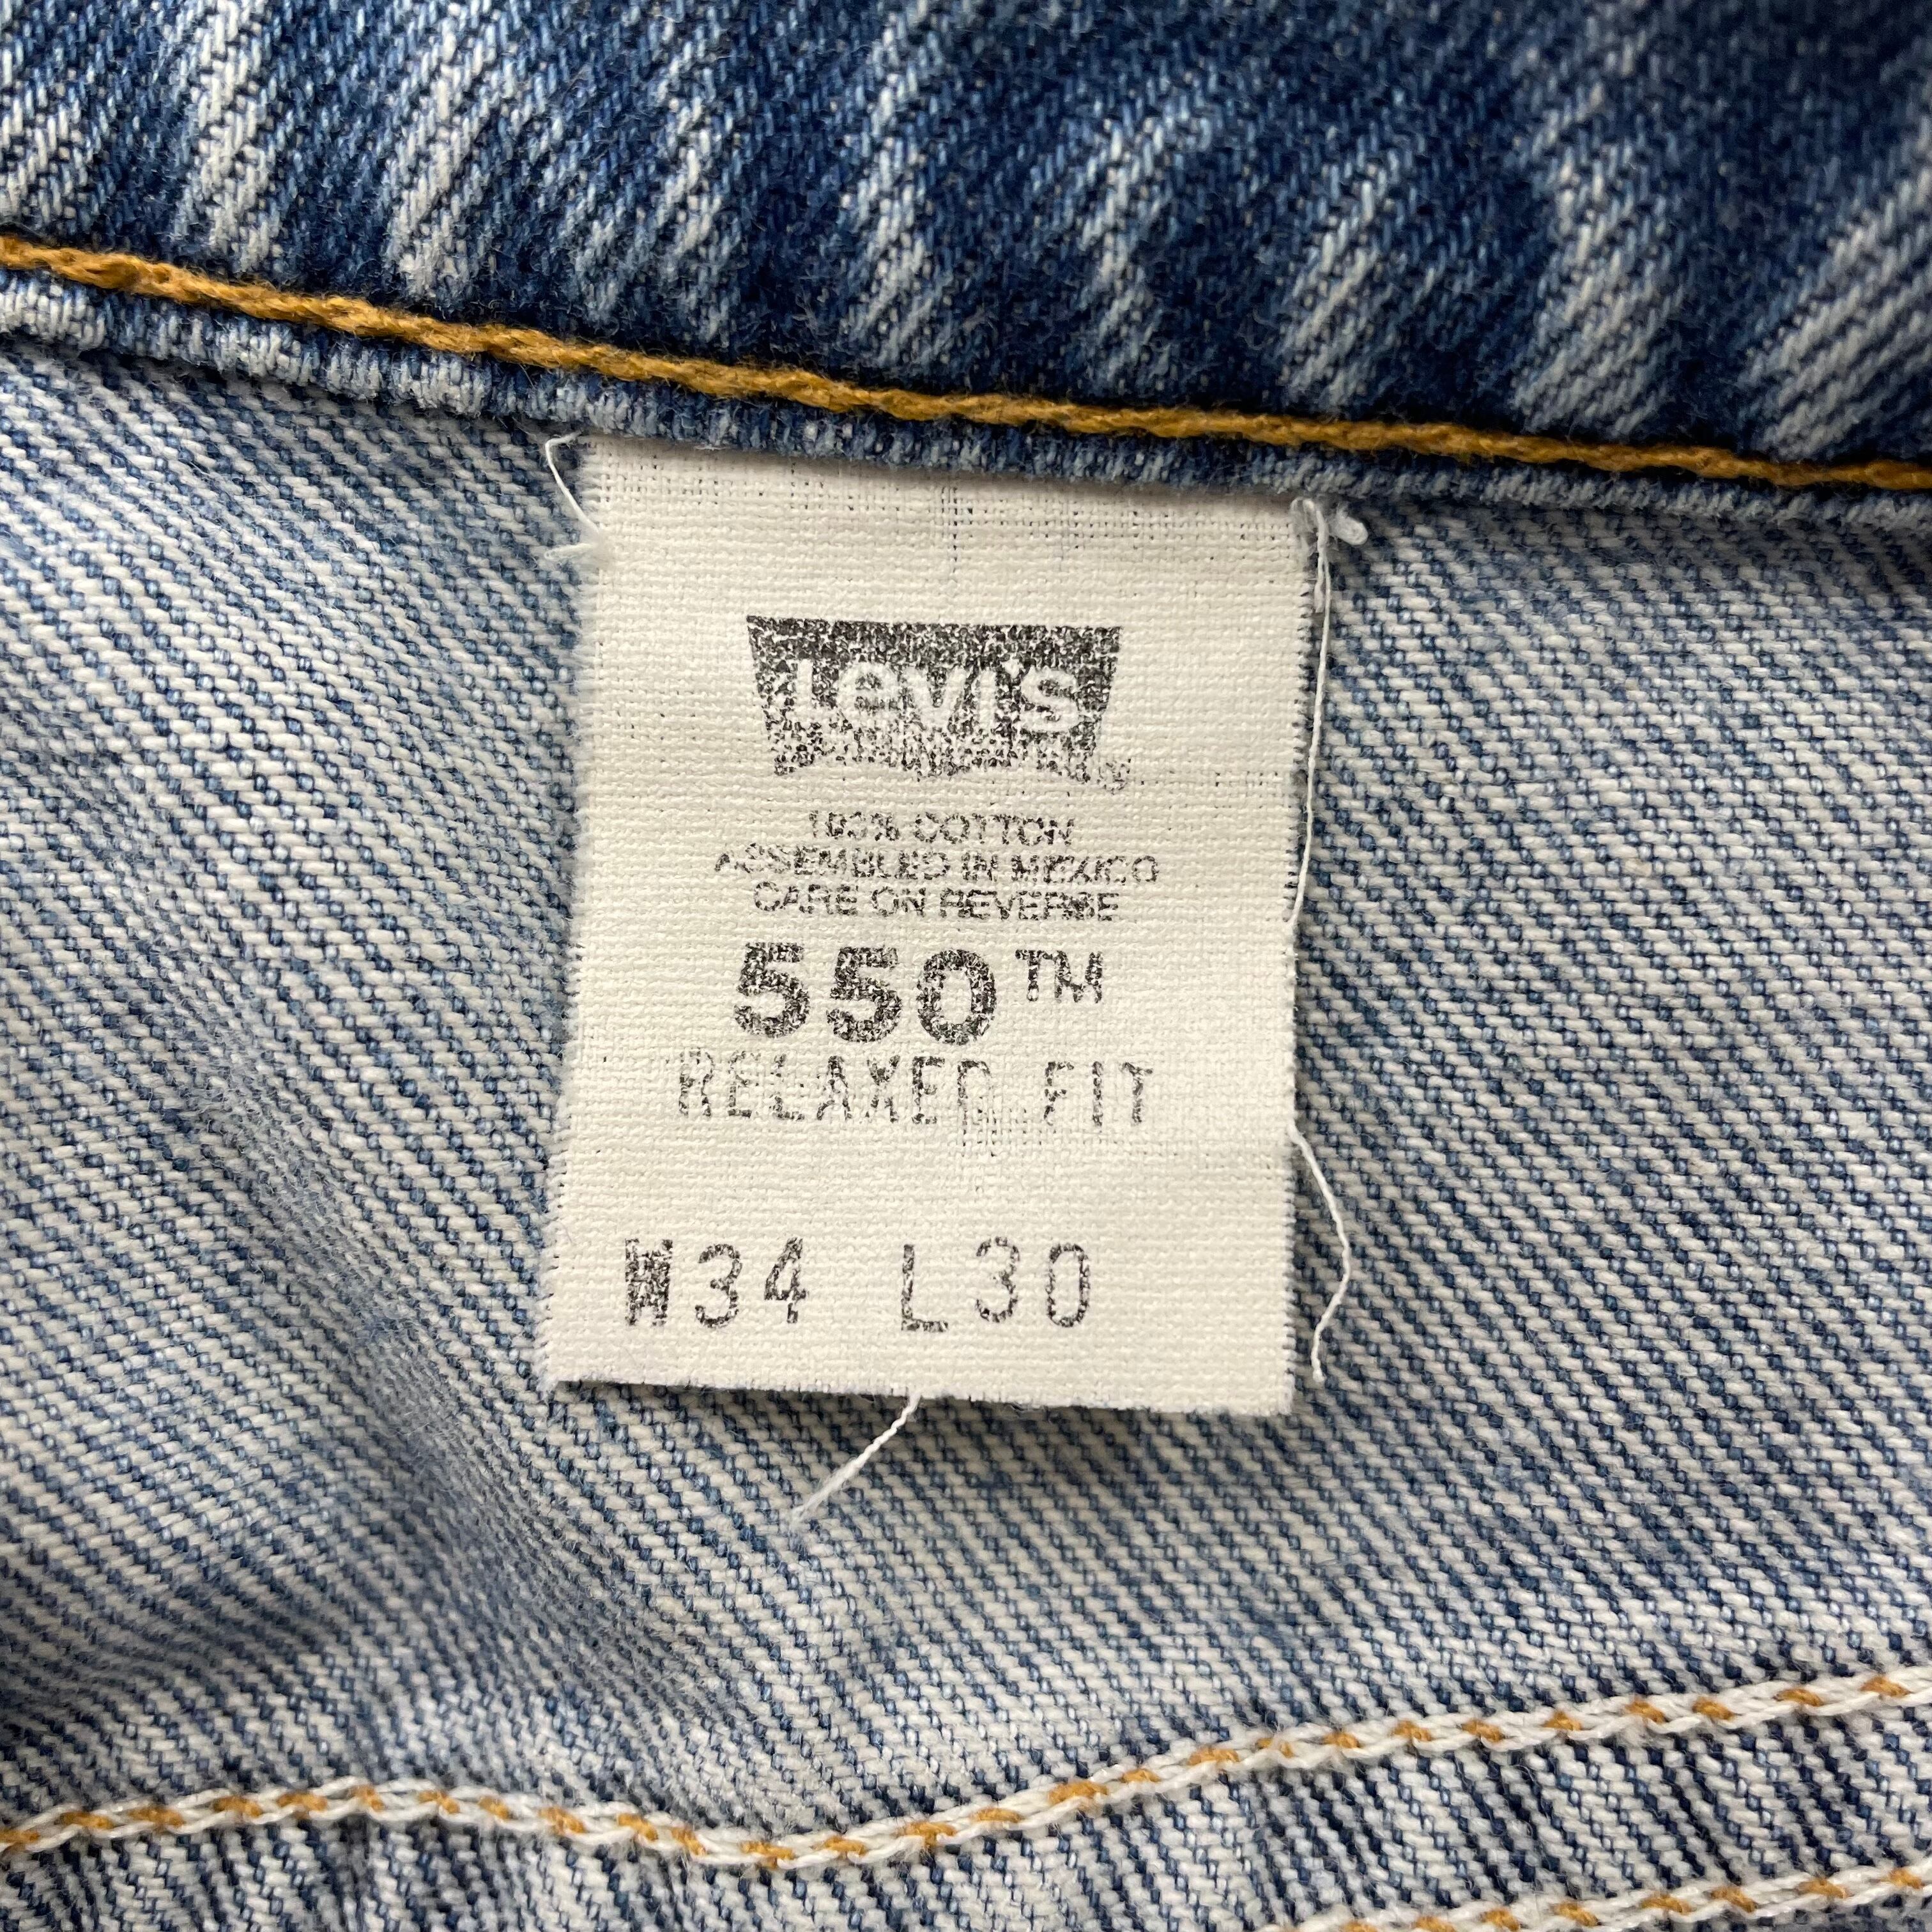 Levi's
100% COTTON
ASSEMBLED IN MEXICO
CARE ON REVERSE
550™
RELAXED FIT
W34 L30